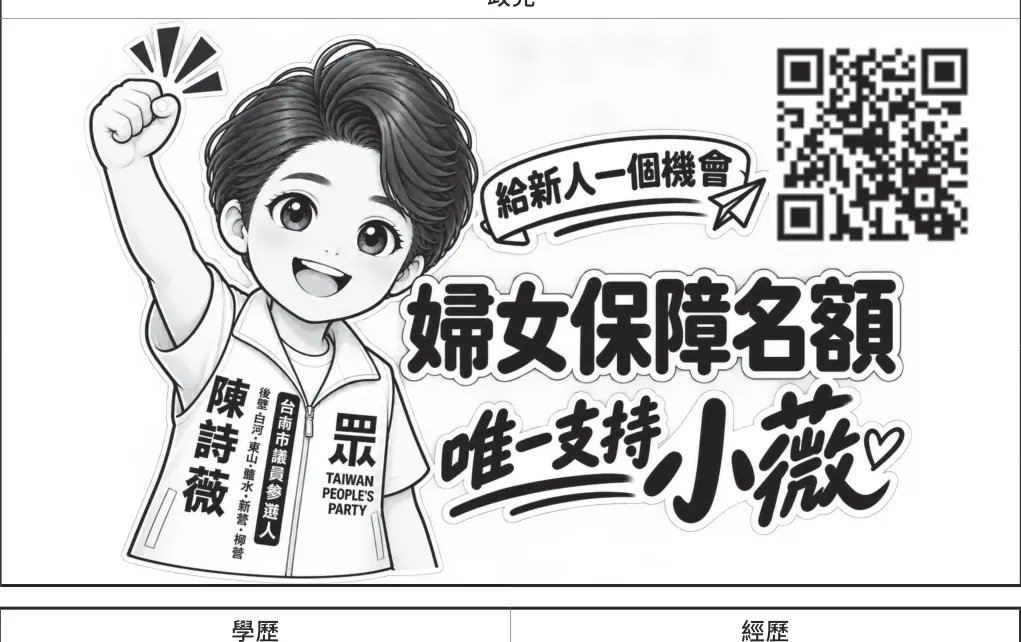 政見
給新人一個機會
婦女保障名額
唯一支持小薇
陳詩薇
後壁·白河·東山·鹽水·新營·柳營
台南市議員參選人
眾
TAIWAN
PEOPLE'S
PARTY
學歷
經歷